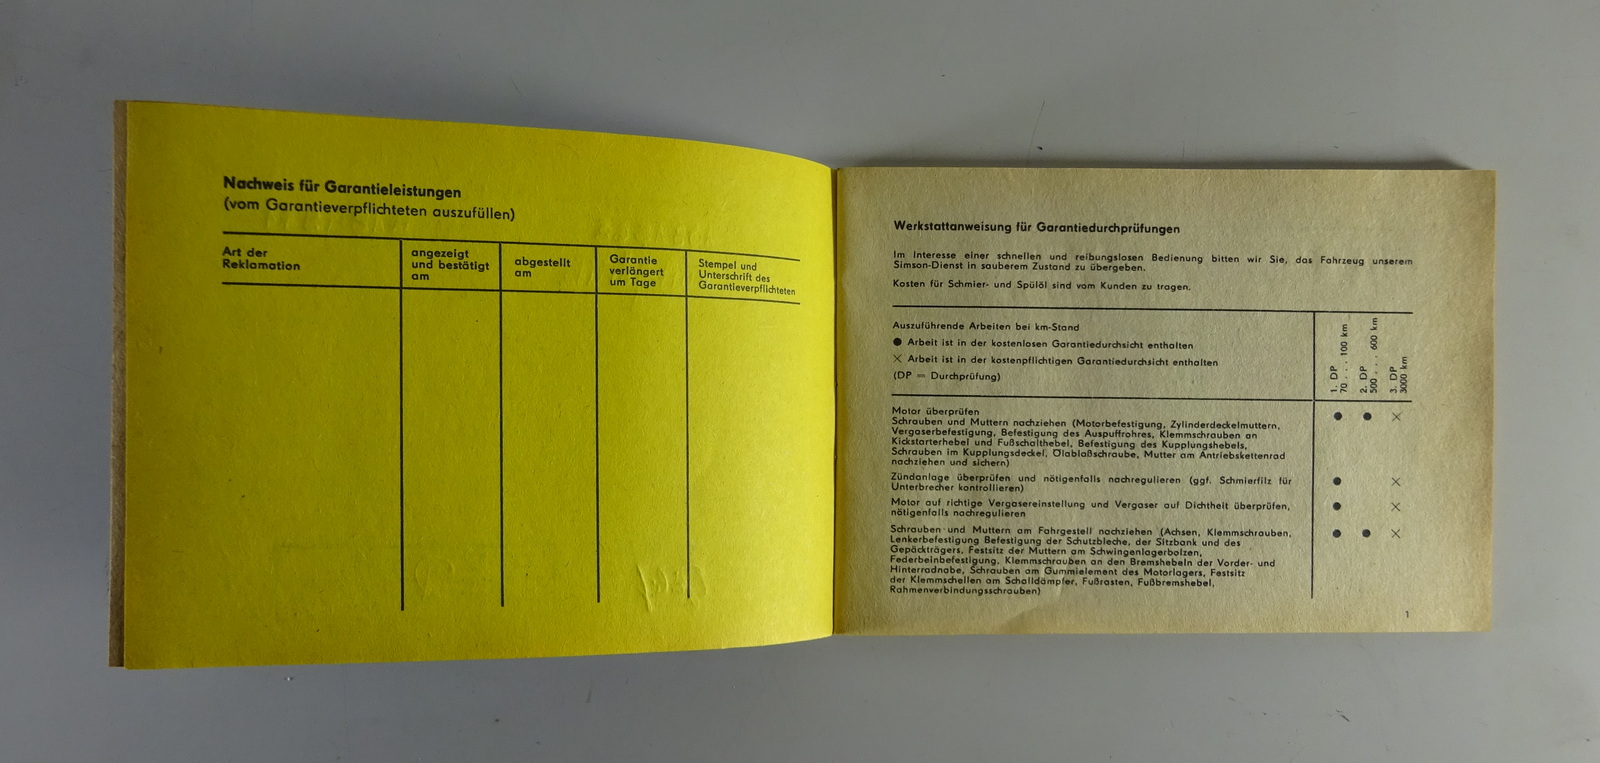 Nachweis für Garantieleistungen
(vom Garantieverpflichteten auszufüllen)
Art der
Reklamation
angezeigt
und bestätigt
am
abgestellt
am
Garantie
verlängert
um Tage
Stempel und
Unterschrift des
Garantieverpflichteten
Werkstattanweisung für Garantiedurchprüfungen
Im Interesse einer schnellen und reibungslosen Bedienung bitten wir Sie, das Fahrzeug unserem
Simson-Dienst in sauberem Zustand zu übergeben.
Kosten für Schmier- und Spülöl sind vom Kunden zu tragen.
Auszuführende Arbeiten bei km-Stand
● Arbeit ist in der kostenlosen Garantiedurchsicht enthalten
× Arbeit ist in der kostenpflichtigen Garantiedurchsicht enthalten
(DP = Durchprüfung)
1. DP
70 . . . 100 km
2. DP
500 . . . 600 km
3. DP
3000 km
Motor überprüfen ● ● ×
Schrauben und Muttern nachziehen (Motorbefestigung, Zylinderdeckelmuttern,
Vergaserbefestigung, Befestigung des Auspuffrohres, Klemmschrauben an
Kickstarterhebel und Fußschalthebel, Befestigung des Kupplungshebels,
Schrauben im Kupplungsdeckel, Ölablaßschraube, Mutter am Antriebskettenrad
nachziehen und sichern)
Zündanlage überprüfen und nötigenfalls nachregulieren (ggf. Schmierfilz für ● ×
Unterbrecher kontrollieren)
Motor auf richtige Vergasereinstellung und Vergaser auf Dichtheit überprüfen, ● ×
nötigenfalls nachregulieren
Schrauben und Muttern am Fahrgestell nachziehen (Achsen, Klemmschrauben, ● ● ×
Lenkerbefestigung Befestigung der Schutzbleche, der Sitzbank und des
Gepäckträgers, Festsitz der Muttern am Schwingenlagerbolzen,
Federbeinbefestigung, Klemmschrauben an den Bremshebeln der Vorder- und
Hinterradnabe, Schrauben am Gummielement des Motorlagers, Festsitz
der Klemmschellen am Schalldämpfer, Fußrasten, Fußbremshebel,
Rahmenverbindungsschrauben)
1